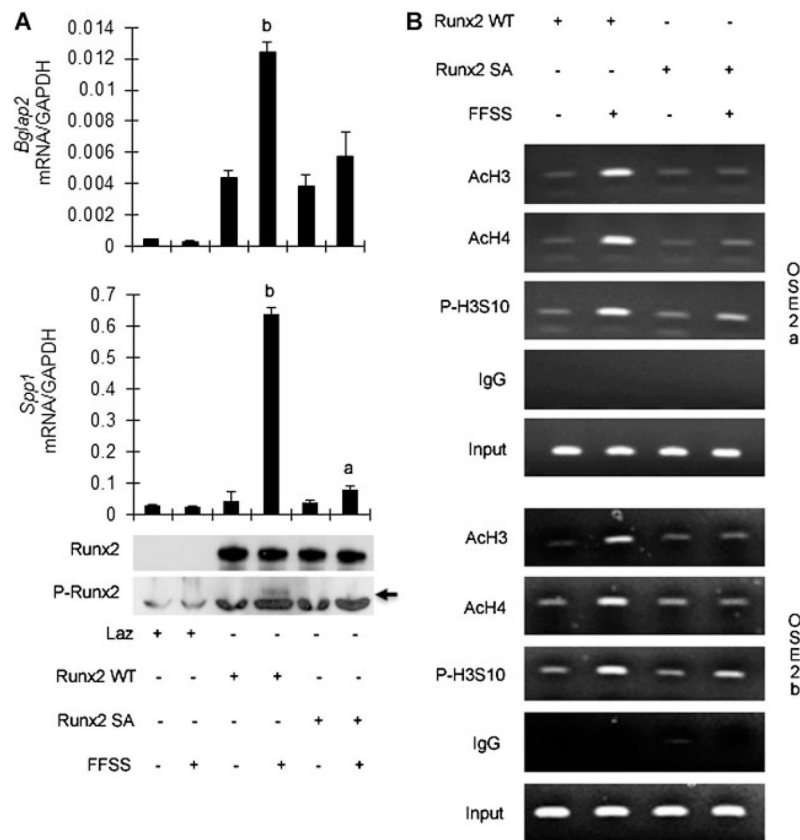 A
Bglap2
mRNA/GAPDH
0.014
0.012
0.01
0.008
0.006
0.004
0.002
0
b
Spp1
mRNA/GAPDH
0.7
0.6
0.5
0.4
0.3
0.2
0.1
0
b
a
Runx2
P-Runx2
Laz + + - - - -
Runx2 WT - - + + - -
Runx2 SA - - - - + +
FFSS - + - + - +
B
Runx2 WT + + - -
Runx2 SA - - + +
FFSS - + - +
AcH3
AcH4
P-H3S10
IgG
Input
OSE2a
AcH3
AcH4
P-H3S10
IgG
Input
OSE2b